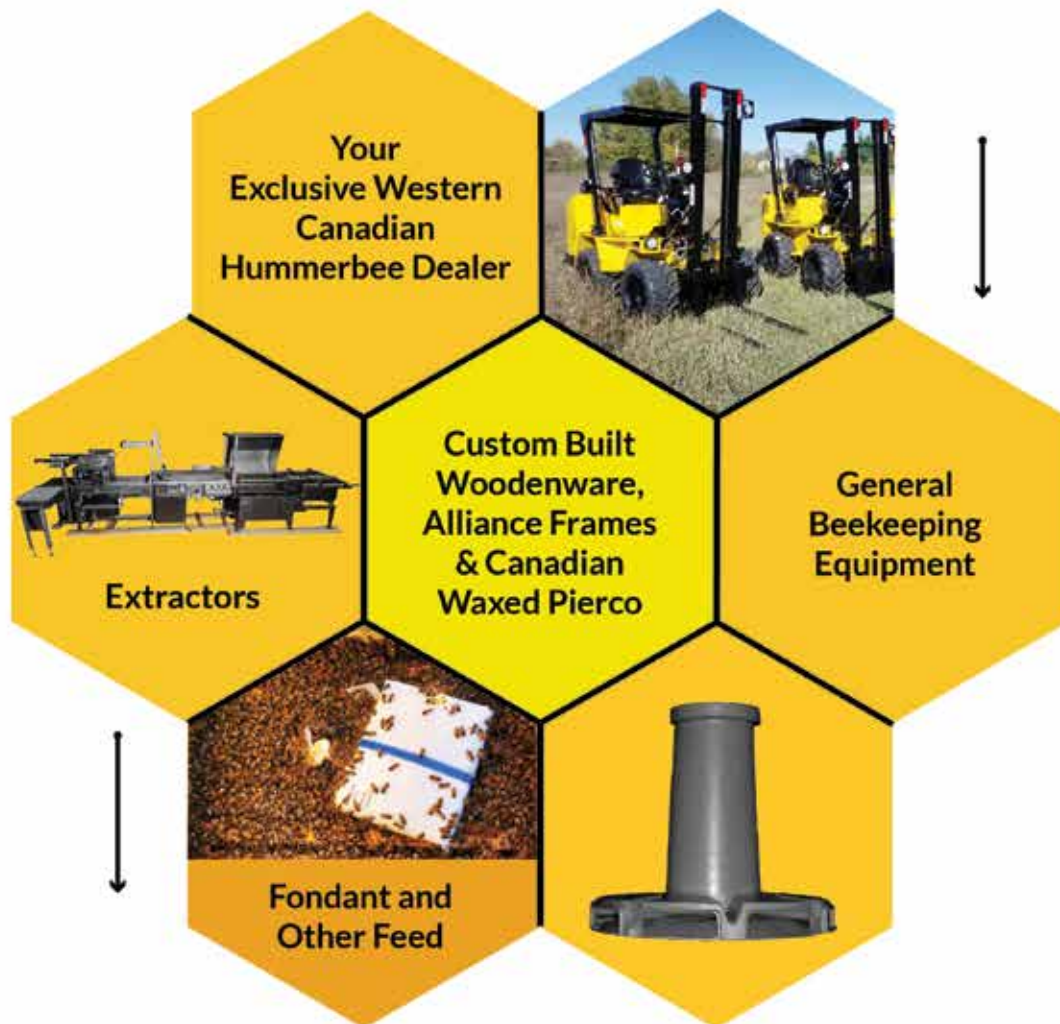 Your
Exclusive Western
Canadian
Hummerbee Dealer
Extractors
Custom Built
Woodenware,
Alliance Frames
& Canadian
Waxed Pierco
General
Beekeeping
Equipment
Fondant and
Other Feed